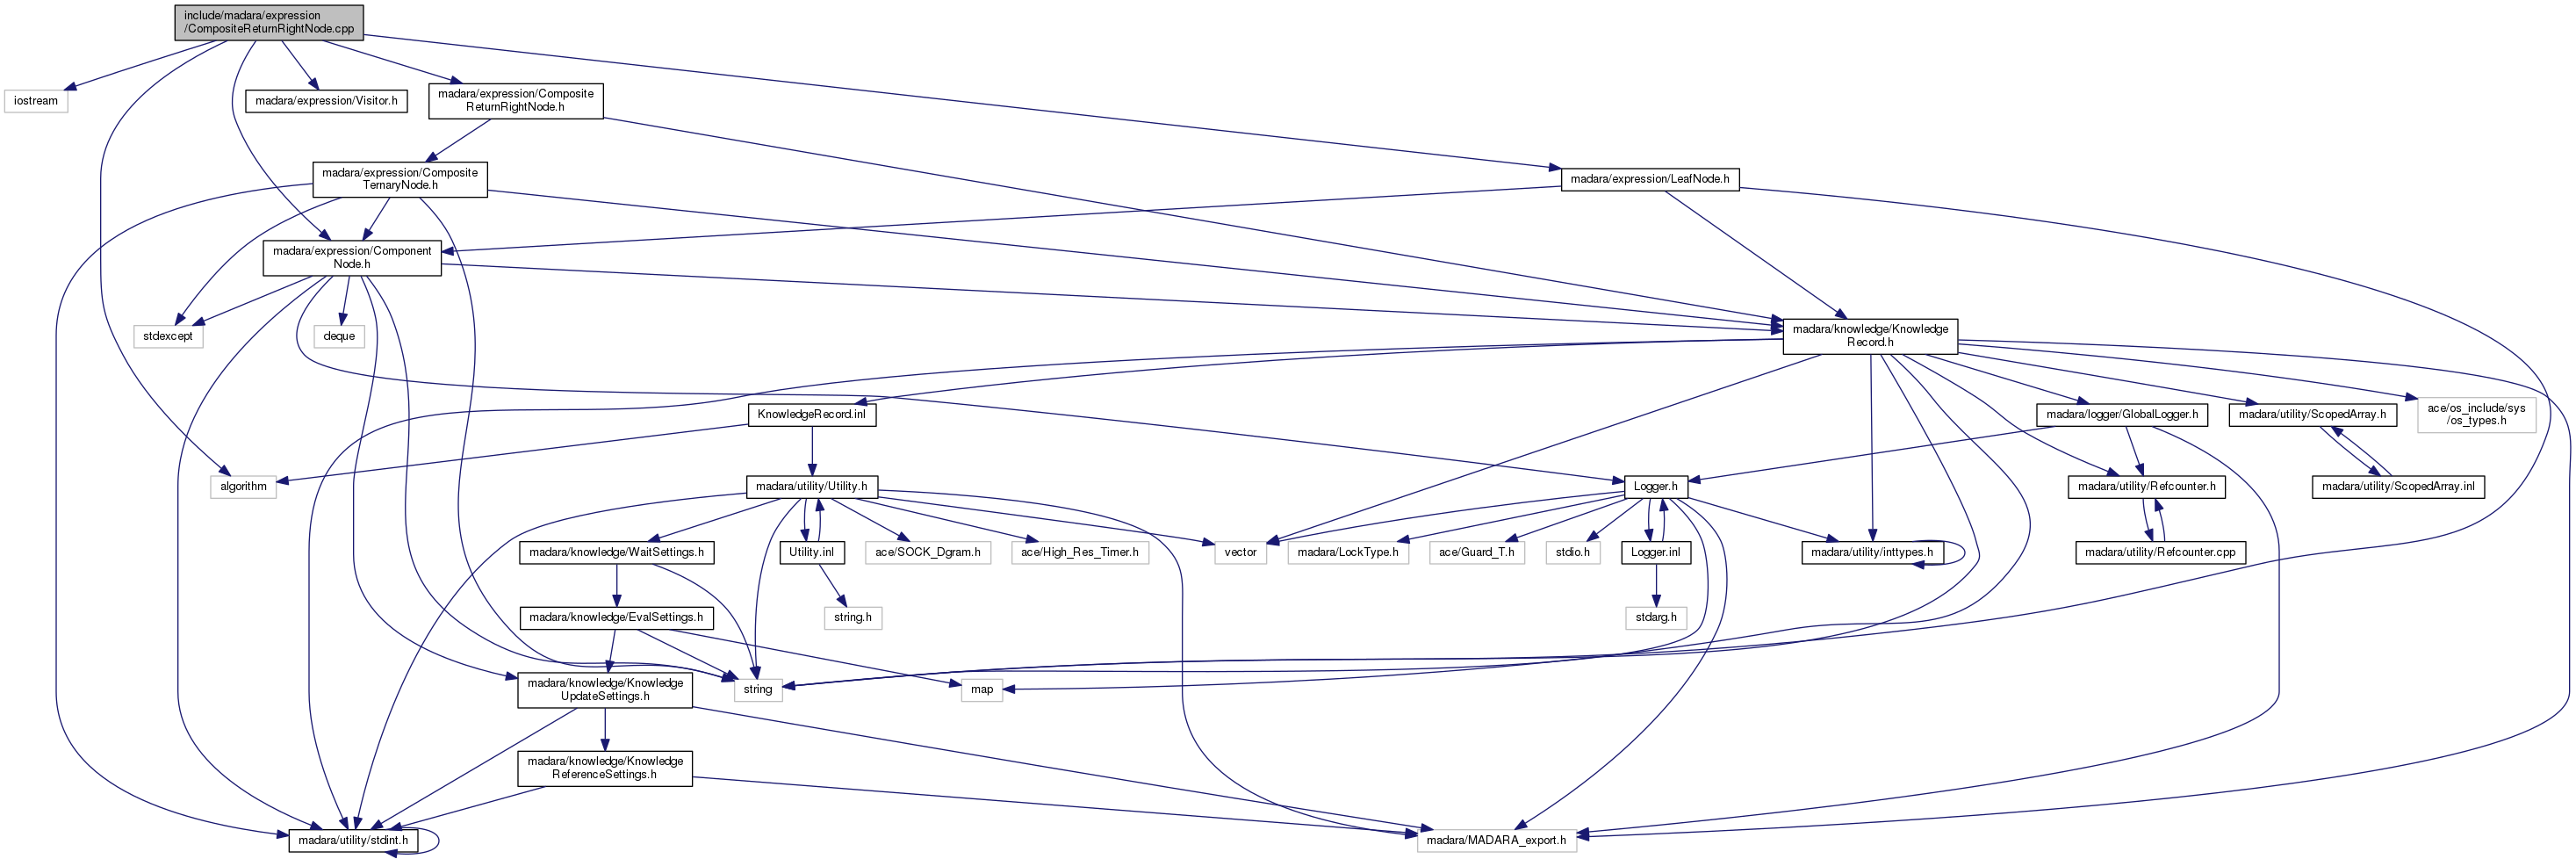 include/madara/expression
/CompositeReturnRightNode.cpp
iostream
madara/expression/Visitor.h
madara/expression/Composite
ReturnRightNode.h
madara/expression/Composite
TernaryNode.h
madara/expression/LeafNode.h
madara/expression/Component
Node.h
stdexcept
deque
madara/knowledge/Knowledge
Record.h
KnowledgeRecord.inl
madara/logger/GlobalLogger.h
madara/utility/ScopedArray.h
ace/os_include/sys
/os_types.h
algorithm
madara/utility/Utility.h
Logger.h
madara/utility/Refcounter.h
madara/utility/ScopedArray.inl
madara/knowledge/WaitSettings.h
Utility.inl
ace/SOCK_Dgram.h
ace/High_Res_Timer.h
vector
madara/LockType.h
ace/Guard_T.h
stdio.h
Logger.inl
madara/utility/inttypes.h
madara/utility/Refcounter.cpp
madara/knowledge/EvalSettings.h
string.h
stdarg.h
madara/knowledge/Knowledge
UpdateSettings.h
string
map
madara/knowledge/Knowledge
ReferenceSettings.h
madara/utility/stdint.h
madara/MADARA_export.h